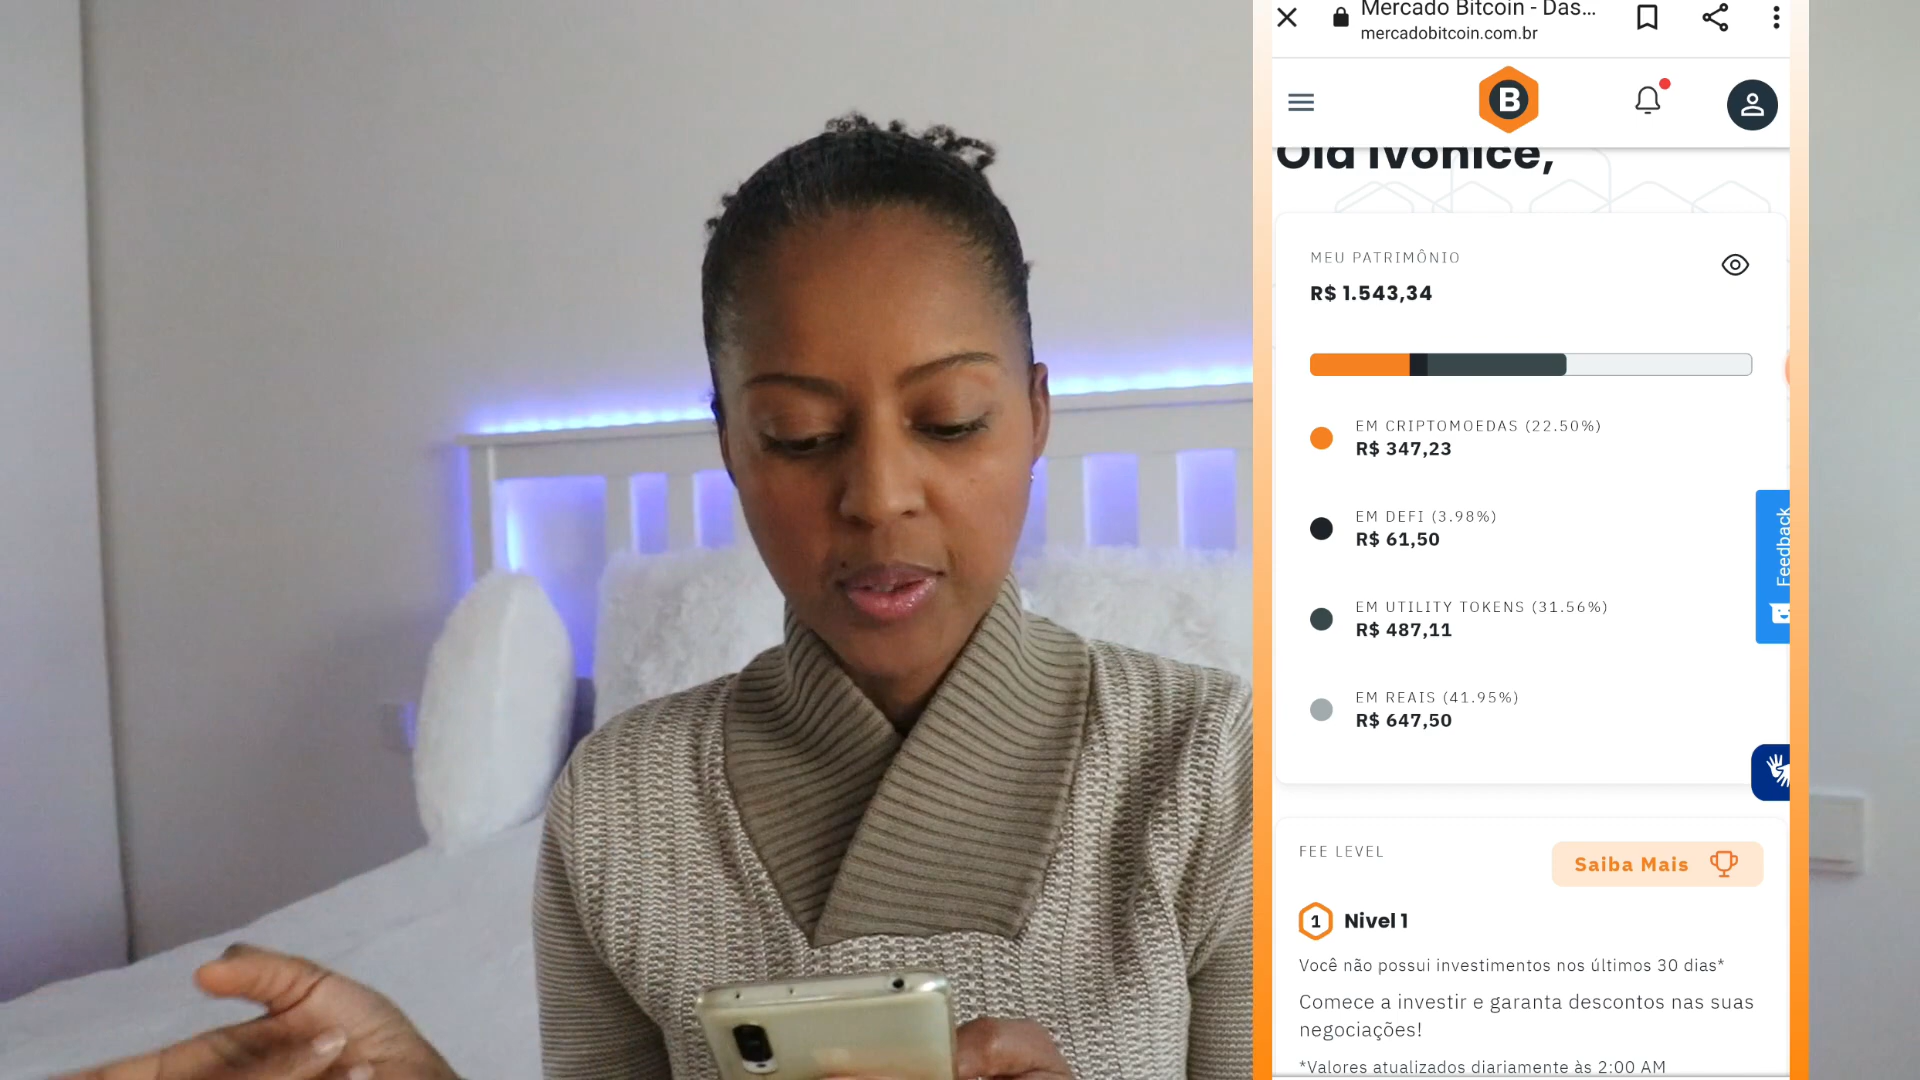 Mercado Bitcoin - Das...
mercadobitcoin.com.br
B
Olá Ivonice,
MEU PATRIMÔNIO
R$ 1.543,34
EM CRIPTOMOEDAS (22.50%)
R$ 347,23
EM DEFI (3.98%)
R$ 61,50
EM UTILITY TOKENS (31.56%)
R$ 487,11
EM REAIS (41.95%)
R$ 647,50
Feedback
FEE LEVEL
Saiba Mais
1 Nivel 1
Você não possui investimentos nos últimos 30 dias*
Comece a investir e garanta descontos nas suas
negociações!
*Valores atualizados diariamente às 2:00 AM